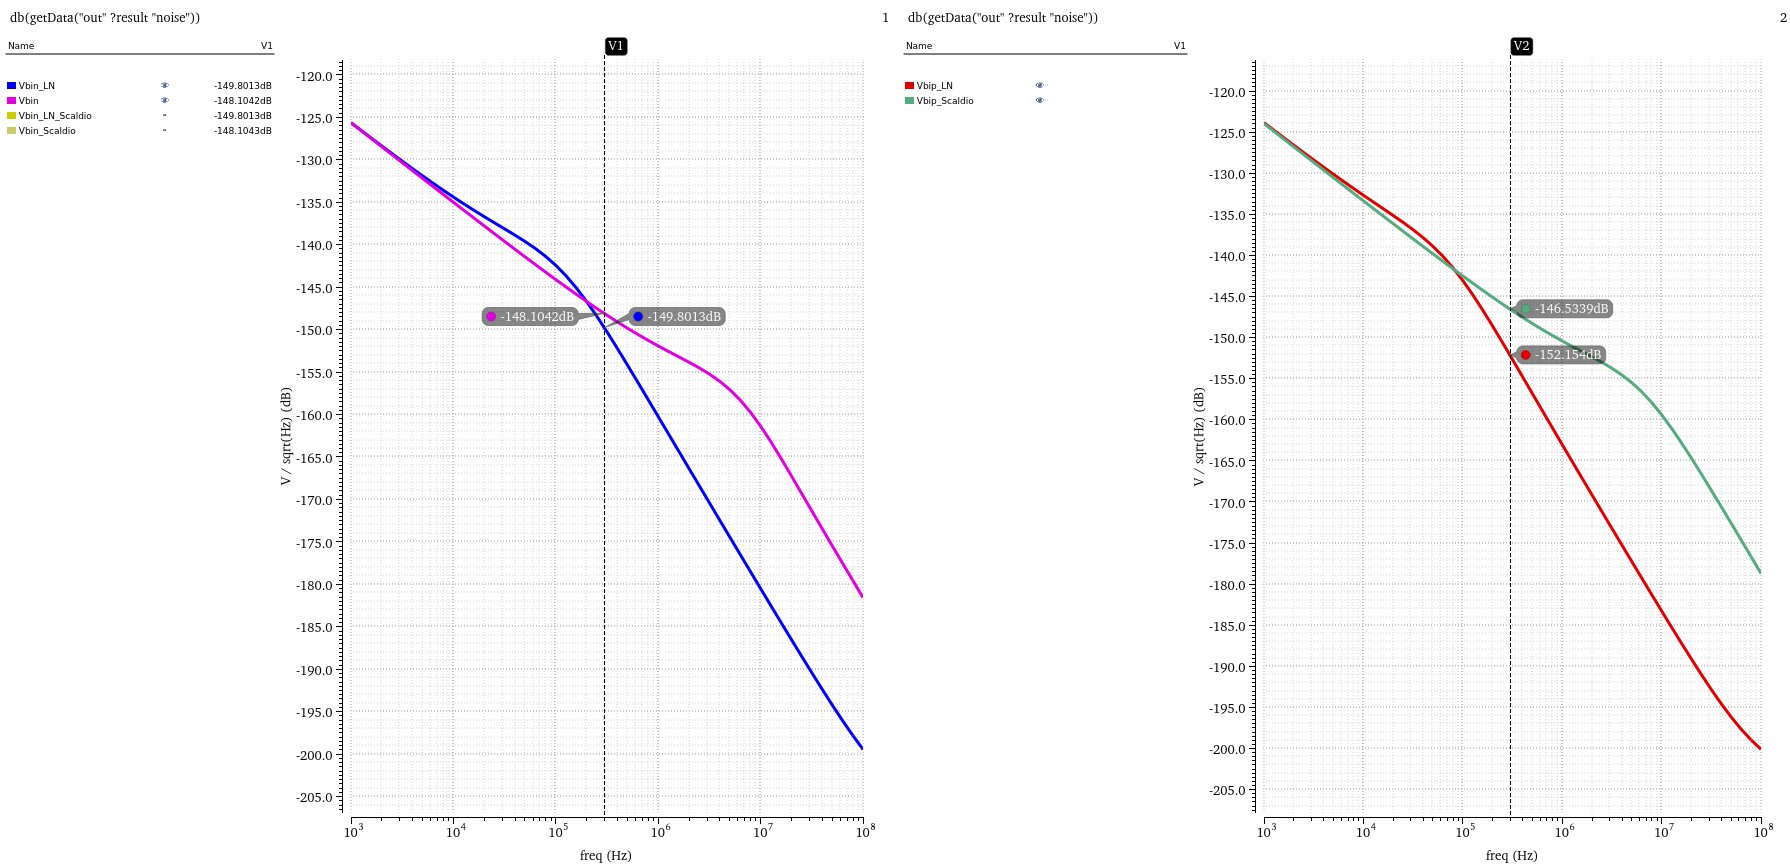 db(getData("out" ?result "noise"))
1
Name V1
Vbin_LN -149.8013dB
Vbin -148.1042dB
Vbin_LN_Scaldio -149.8013dB
Vbin_Scaldio -148.1043dB
V1
-120.0
-125.0
-130.0
-135.0
-140.0
-145.0
-150.0
-155.0
-160.0
-165.0
-170.0
-175.0
-180.0
-185.0
-190.0
-195.0
-200.0
-205.0
V / sqrt(Hz) (dB)
-148.1042dB
-149.8013dB
10³ 10⁴ 10⁵ 10⁶ 10⁷ 10⁸
freq (Hz)
db(getData("out" ?result "noise"))
2
Name V1
Vbip_LN
Vbip_Scaldio
V2
-120.0
-125.0
-130.0
-135.0
-140.0
-145.0
-150.0
-155.0
-160.0
-165.0
-170.0
-175.0
-180.0
-185.0
-190.0
-195.0
-200.0
-205.0
V / sqrt(Hz) (dB)
-146.5339dB
-152.154dB
10³ 10⁴ 10⁵ 10⁶ 10⁷ 10⁸
freq (Hz)